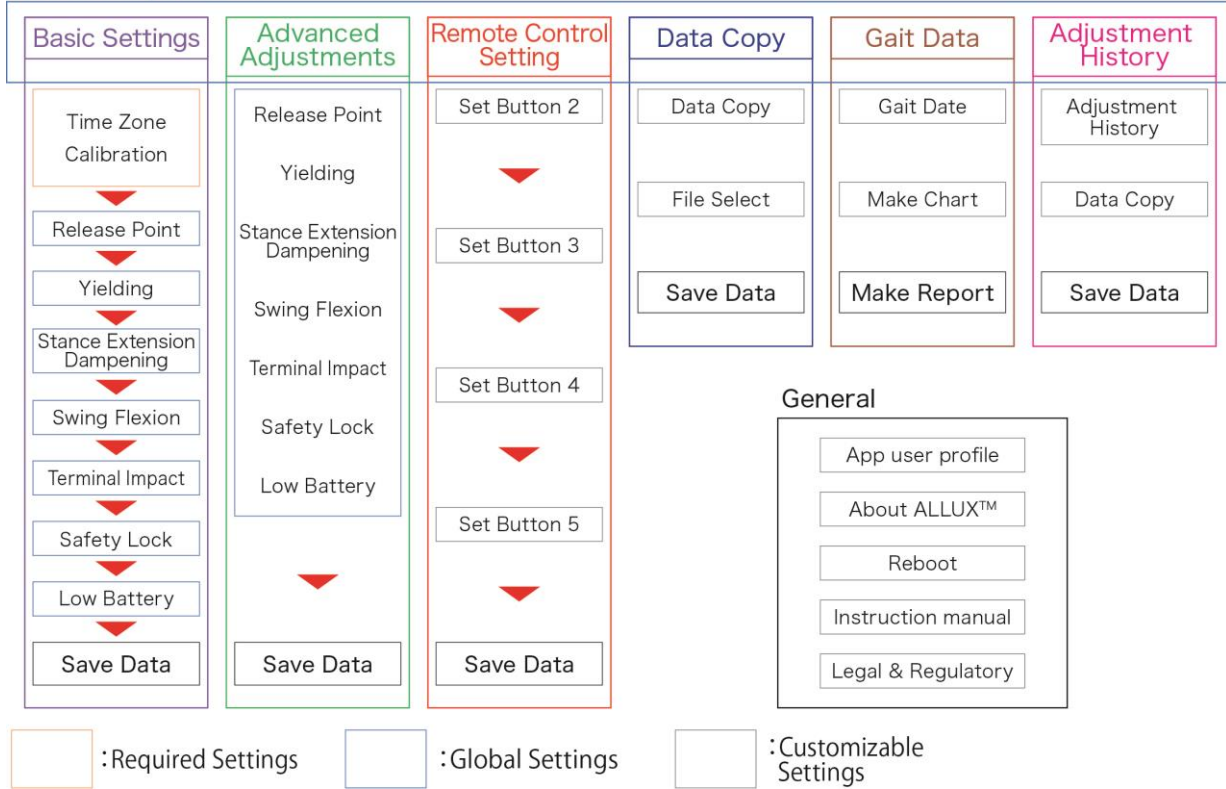 Basic Settings
Time Zone
Calibration
Release Point
Yielding
Stance Extension
Dampening
Swing Flexion
Terminal Impact
Safety Lock
Low Battery
Save Data
Advanced
Adjustments
Release Point
Yielding
Stance Extension
Dampening
Swing Flexion
Terminal Impact
Safety Lock
Low Battery
Save Data
Remote Control
Setting
Set Button 2
Set Button 3
Set Button 4
Set Button 5
Save Data
Data Copy
Data Copy
File Select
Save Data
Gait Data
Gait Date
Make Chart
Make Report
Adjustment
History
Adjustment
History
Data Copy
Save Data
General
App user profile
About ALLUX™
Reboot
Instruction manual
Legal & Regulatory
:Required Settings
:Global Settings
:Customizable
Settings